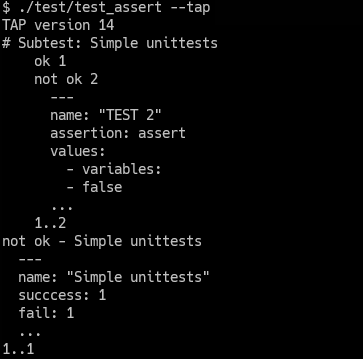 $ ./test/test_assert --tap
TAP version 14
# Subtest: Simple unittests
    ok 1
    not ok 2
      ---
      name: "TEST 2"
      assertion: assert
      values:
        - variables:
        - false
      ...
    1..2
not ok - Simple unittests
  ---
  name: "Simple unittests"
  succcess: 1
  fail: 1
  ...
1..1